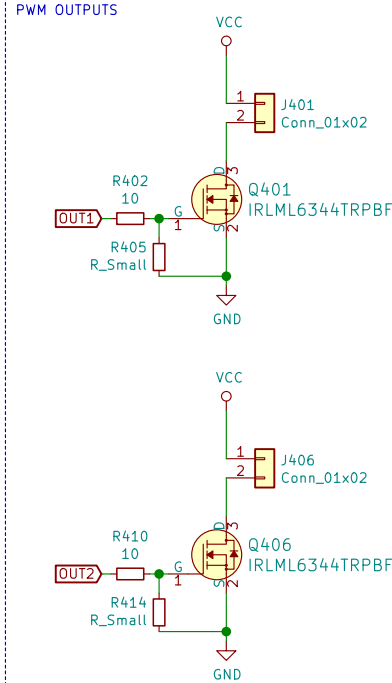 PWM OUTPUTS
VCC
1
2
J401
Conn_01x02
R402
10
D
3
Q401
IRLML6344TRPBF
OUT1
G
1
S
2
R405
R_Small
GND
VCC
1
2
J406
Conn_01x02
R410
10
D
3
Q406
IRLML6344TRPBF
OUT2
G
1
S
2
R414
R_Small
GND